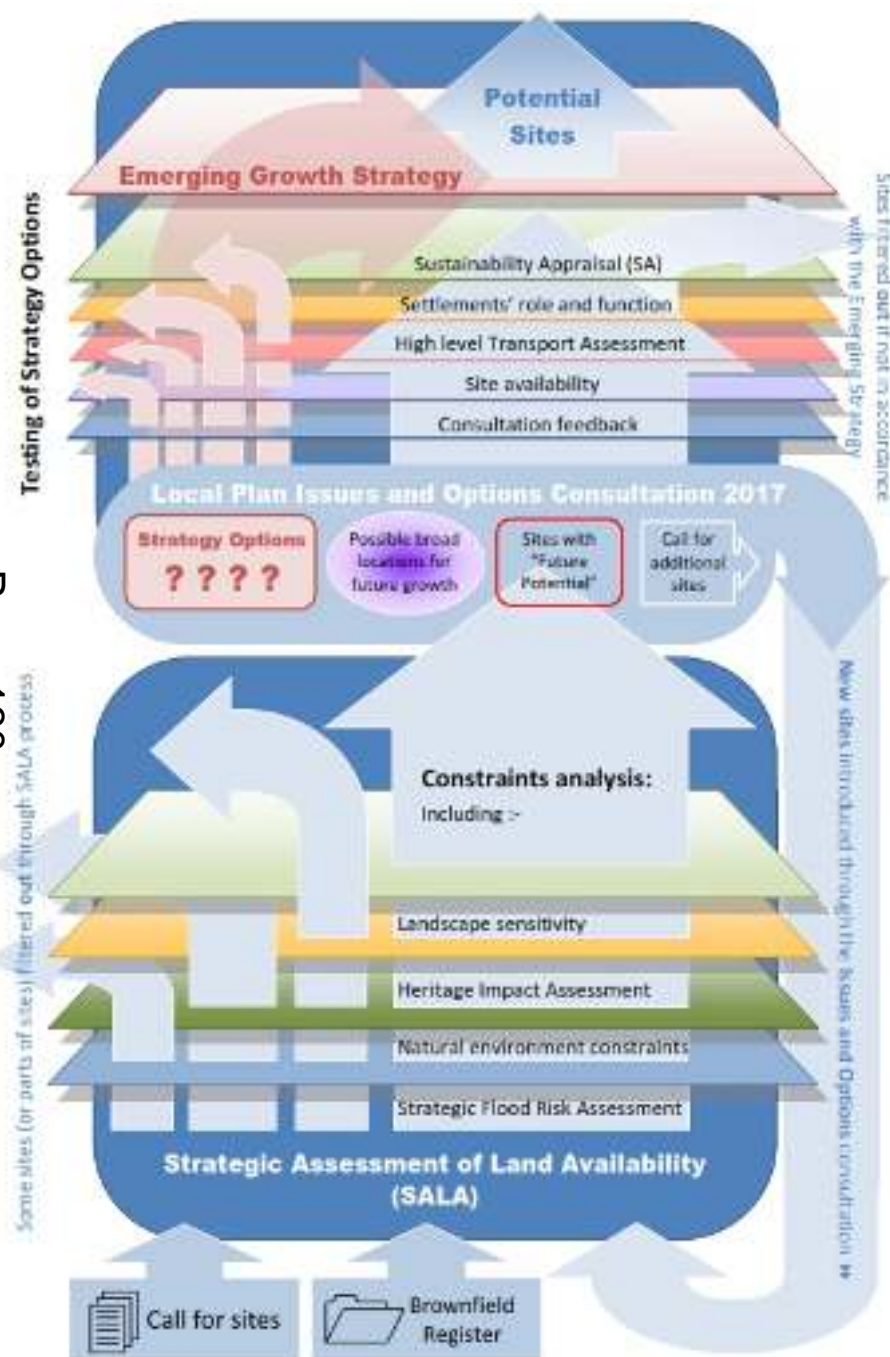 Potential
Sites
Emerging Growth Strategy
Testing of Strategy Options
Sustainability Appraisal (SA)
Settlements' role and function
High level Transport Assessment
Site availability
Consultation feedback
Sites filtered out if not in accordance
with the Emerging Strategy
Local Plan Issues and Options Consultation 2017
Strategy Options
? ? ? ?
Possible broad
locations for
future growth
Sites with
"Future
Potential"
Call for
additional
sites
Constraints analysis:
Including :-
Landscape sensitivity
Heritage Impact Assessment
Natural environment constraints
Strategic Flood Risk Assessment
Some sites (or parts of sites) filtered out through SALA process
New sites introduced through the Issues and Options consultation »
Strategic Assessment of Land Availability
(SALA)
Call for sites
Brownfield
Register